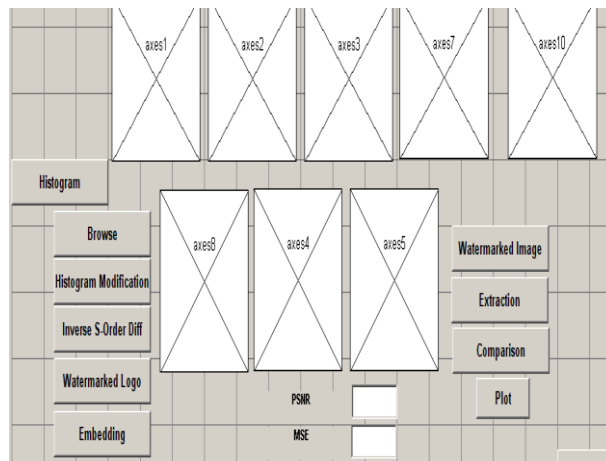 axes1
axes2
axes3
axes7
axes10
Histogram
Browse
axes8
axes4
axes5
Watermarked Image
Histogram Modification
Extraction
Inverse S-Order Diff
Comparison
Watermarked Logo
PSNR
Plot
Embedding
MSE